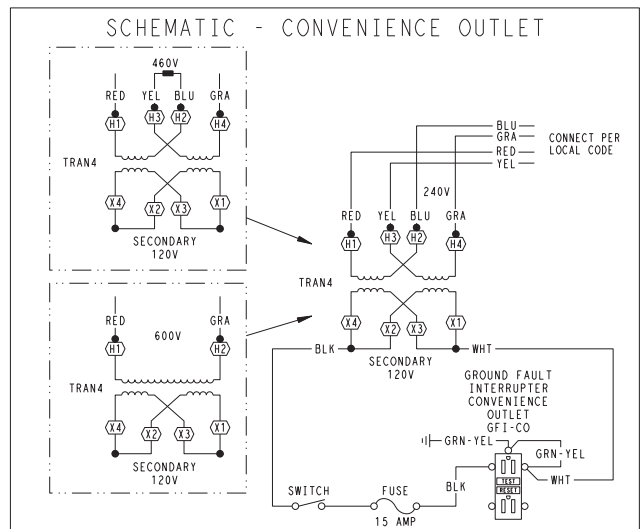 SCHEMATIC - CONVENIENCE OUTLET
460V
RED YEL BLU GRA
H1 H3 H2 H4
TRAN4
X4 X2 X3 X1
SECONDARY
120V
RED GRA
600V
H1 H2
TRAN4
X4 X2 X3 X1
SECONDARY
120V
BLU
GRA
RED
YEL
CONNECT PER
LOCAL CODE
240V
RED YEL BLU GRA
H1 H3 H2 H4
TRAN4
X4 X2 X3 X1
BLK
WHT
SECONDARY
120V
GROUND FAULT
INTERRUPTER
CONVENIENCE
OUTLET
GFI-CO
GRN-YEL
GRN-YEL
WHT
BLK
TEST
RESET
SWITCH
FUSE
15 AMP